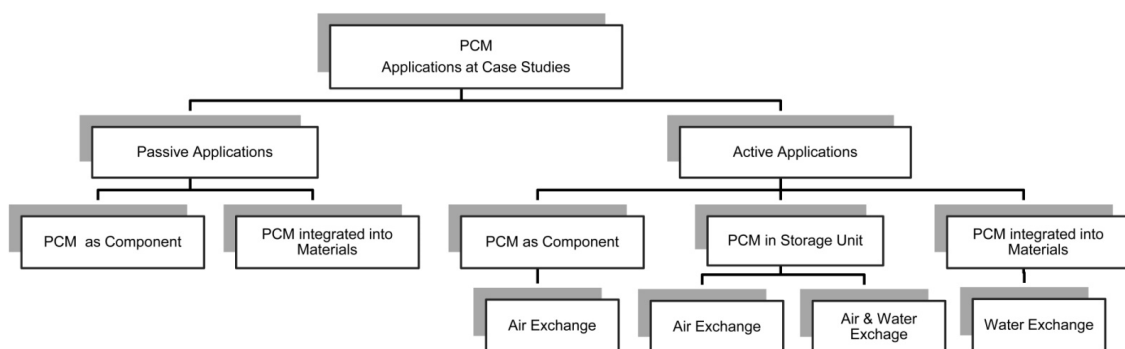 PCM
Applications at Case Studies
Passive Applications
Active Applications
PCM as Component
PCM integrated into
Materials
PCM as Component
PCM in Storage Unit
PCM integrated into
Materials
Air Exchange
Air Exchange
Air & Water
Exchage
Water Exchange